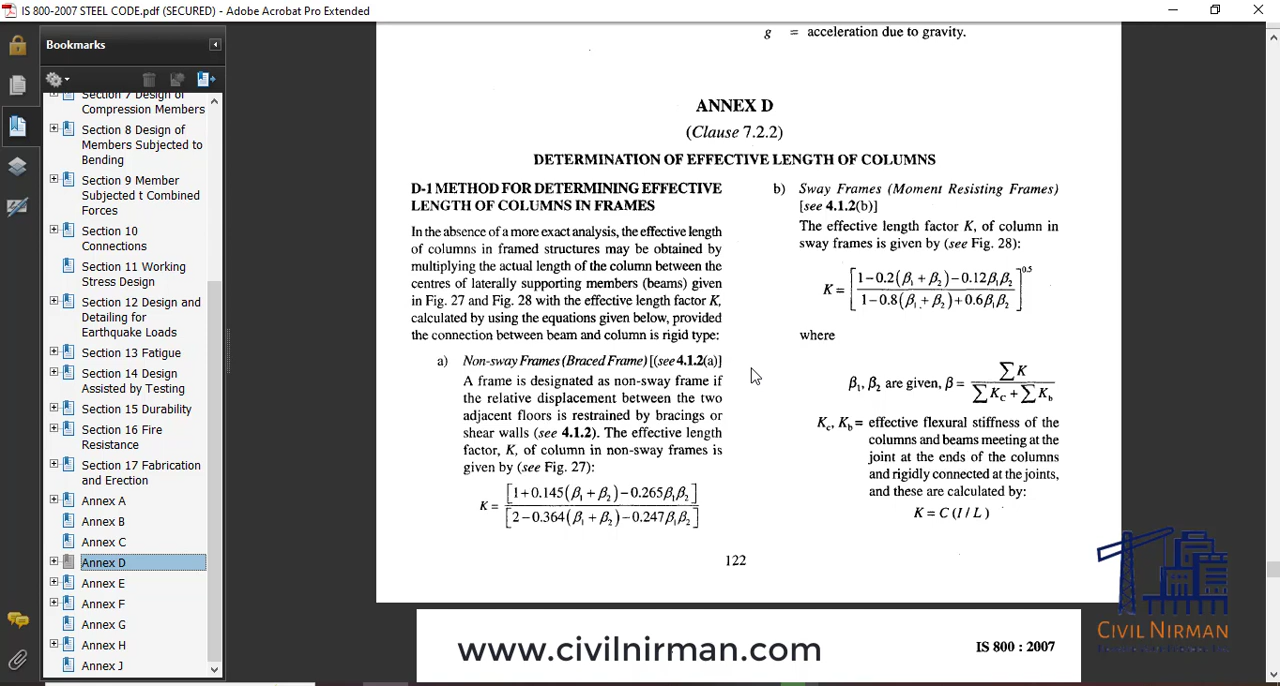 IS 800-2007 STEEL CODE.pdf (SECURED) - Adobe Acrobat Pro Extended
Bookmarks
Section 7 Design of
Compression Members
Section 8 Design of
Members Subjected to
Bending
Section 9 Member
Subjected t Combined
Forces
Section 10
Connections
Section 11 Working
Stress Design
Section 12 Design and
Detailing for
Earthquake Loads
Section 13 Fatigue
Section 14 Design
Assisted by Testing
Section 15 Durability
Section 16 Fire
Resistance
Section 17 Fabrication
and Erection
Annex A
Annex B
Annex C
Annex D
Annex E
Annex F
Annex G
Annex H
Annex J
g = acceleration due to gravity.
ANNEX D
(Clause 7.2.2)
DETERMINATION OF EFFECTIVE LENGTH OF COLUMNS
D-1 METHOD FOR DETERMINING EFFECTIVE
LENGTH OF COLUMNS IN FRAMES
In the absence of a more exact analysis, the effective length
of columns in framed structures may be obtained by
multiplying the actual length of the column between the
centres of laterally supporting members (beams) given
in Fig. 27 and Fig. 28 with the effective length factor K,
calculated by using the equations given below, provided
the connection between beam and column is rigid type:
a) Non-sway Frames (Braced Frame) [(see 4.1.2(a)]
A frame is designated as non-sway frame if
the relative displacement between the two
adjacent floors is restrained by bracings or
shear walls (see 4.1.2). The effective length
factor, K, of column in non-sway frames is
given by (see Fig. 27):
K = [1+0.145(β₁+β₂)−0.265β₁β₂] / [2−0.364(β₁+β₂)−0.247β₁β₂]
b) Sway Frames (Moment Resisting Frames)
[see 4.1.2(b)]
The effective length factor K, of column in
sway frames is given by (see Fig. 28):
K = [1−0.2(β₁+β₂)−0.12β₁β₂ / 1−0.8(β₁+β₂)+0.6β₁β₂]^0.5
where
β₁, β₂ are given, β = ∑K / ∑Kc + ∑Kb
Kc, Kb = effective flexural stiffness of the
columns and beams meeting at the
joint at the ends of the columns
and rigidly connected at the joints,
and these are calculated by:
K = C (I / L)
122
www.civilnirman.com
IS 800 : 2007
CIVIL NIRMAN